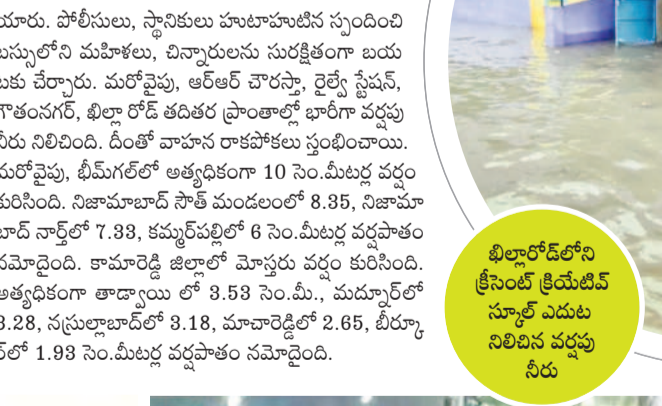 యారు. పోలీసులు, స్థానికులు హుటాహుటిన స్పందించి
బస్సులోని మహిళలు, చిన్నారులను సురక్షితంగా బయ
టకు చేర్చారు. మరోవైపు, ఆర్ఆర్ చౌరస్తా, రైల్వే స్టేషన్,
గౌతంనగర్, ఖిల్లా రోడ్ తదితర ప్రాంతాల్లో భారీగా వర్షపు
నీరు నిలిచింది. దీంతో వాహన రాకపోకలు స్తంభించాయి.
మరోవైపు, భీమ్‌గల్‌లో అత్యధికంగా 10 సెం.మీటర్ల వర్షం
కురిసింది. నిజామాబాద్ సౌత్ మండలంలో 8.35, నిజామా
బాద్ నార్త్‌లో 7.33, కమ్మర్‌పల్లిలో 6 సెం.మీటర్ల వర్షపాతం
నమోదైంది. కామారెడ్డి జిల్లాలో మోస్తరు వర్షం కురిసింది.
అత్యధికంగా తాడ్వాయి లో 3.53 సెం.మీ., మద్నూర్‌లో
3.28, నస్రుల్లాబాద్‌లో 3.18, మాచారెడ్డిలో 2.65, బీర్కూ
ర్‌లో 1.93 సెం.మీటర్ల వర్షపాతం నమోదైంది.
ఖిల్లారోడ్‌లోని
క్రీసెంట్ క్రియేటివ్
స్కూల్ ఎదుట
నిలిచిన వర్షపు
నీరు